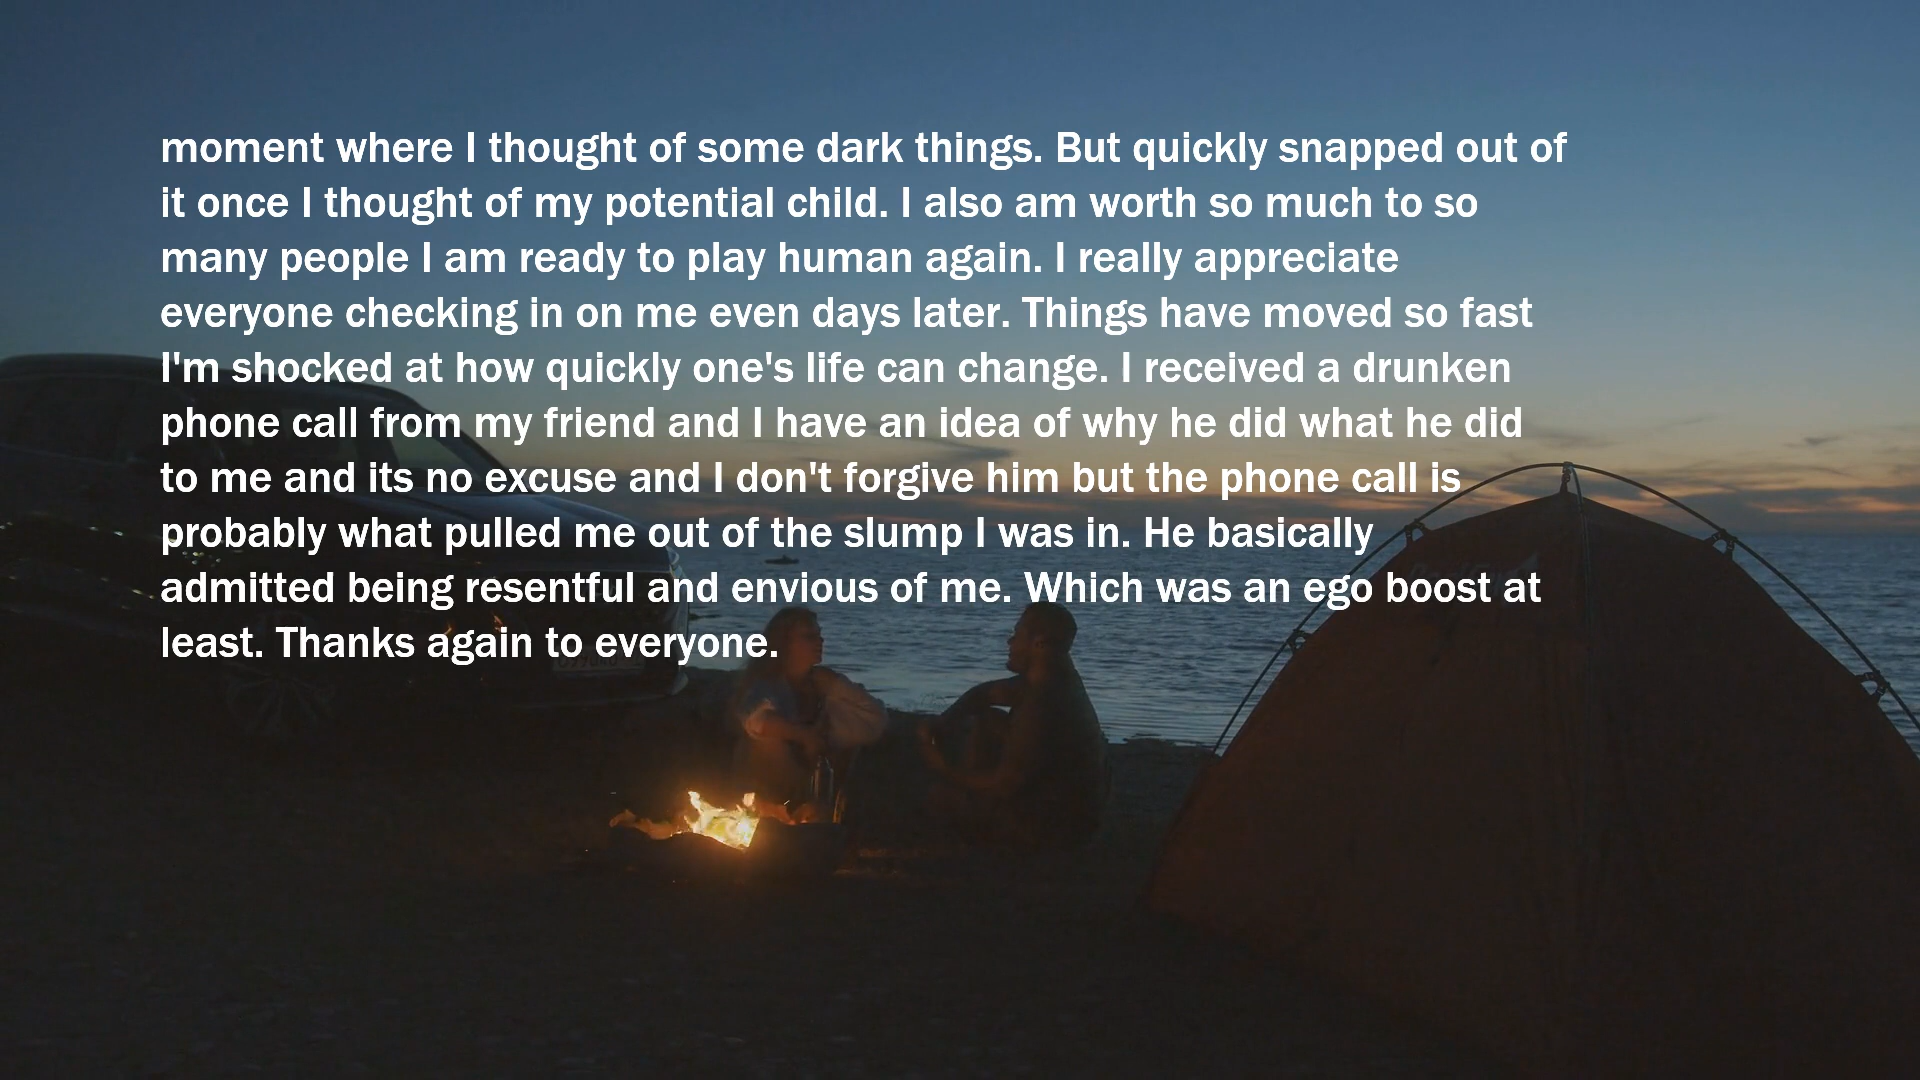 moment where I thought of some dark things. But quickly snapped out of
it once I thought of my potential child. I also am worth so much to so
many people I am ready to play human again. I really appreciate
everyone checking in on me even days later. Things have moved so fast
I'm shocked at how quickly one's life can change. I received a drunken
phone call from my friend and I have an idea of why he did what he did
to me and its no excuse and I don't forgive him but the phone call is
probably what pulled me out of the slump I was in. He basically
admitted being resentful and envious of me. Which was an ego boost at
least. Thanks again to everyone.